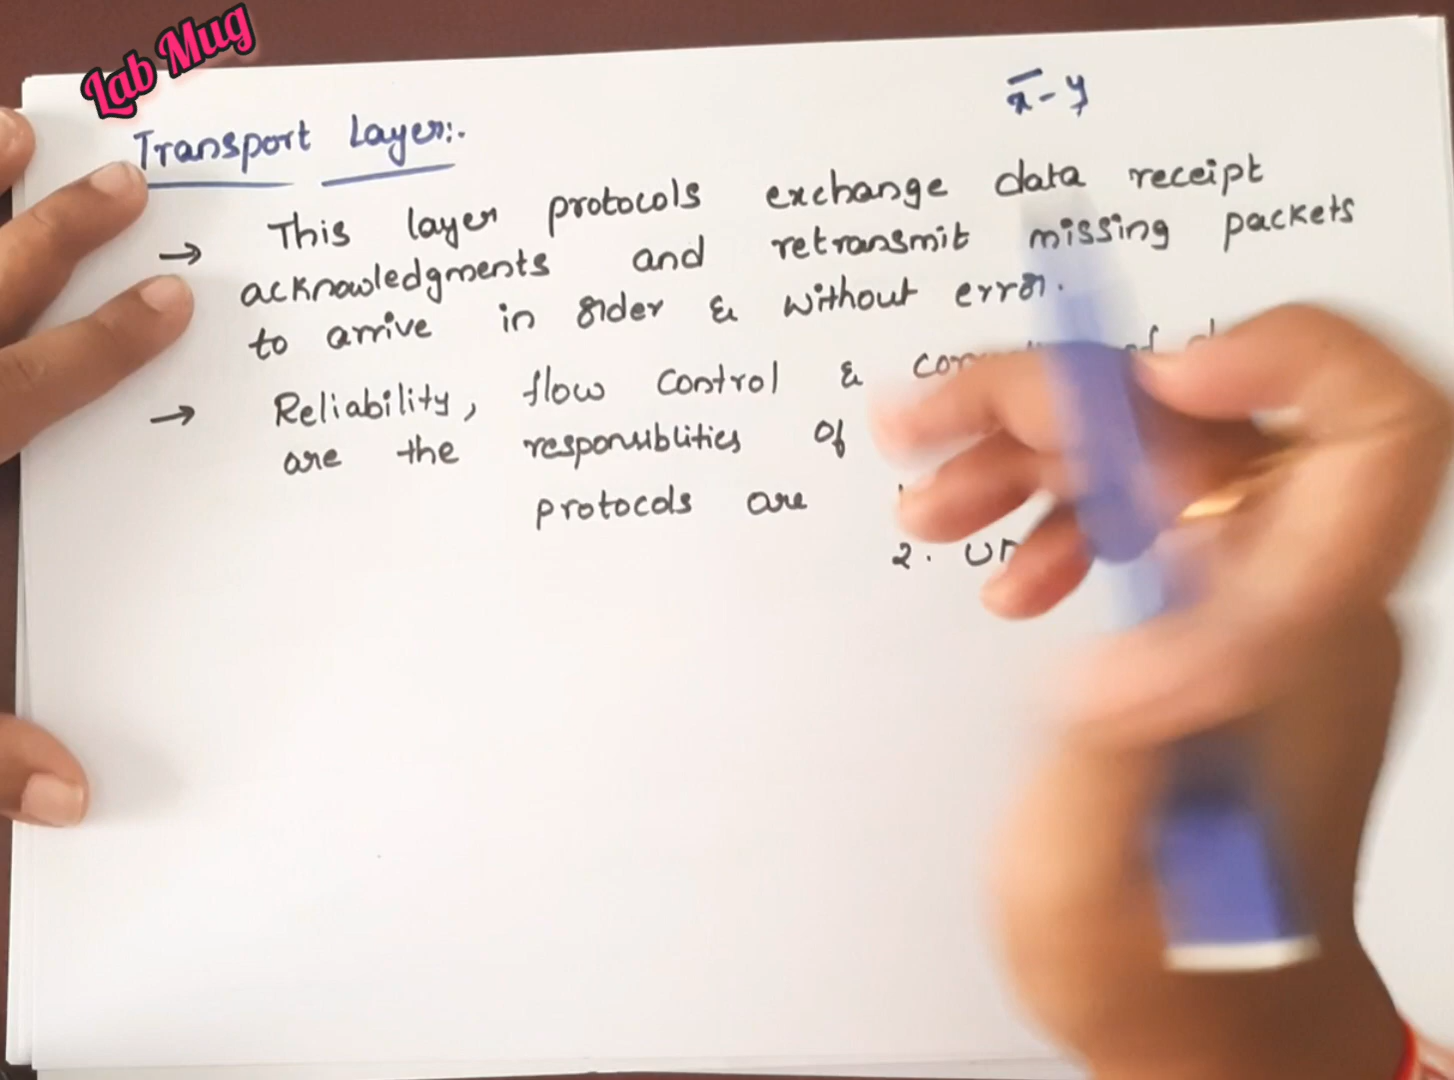 Lab Mug
x̄ - y
Transport Layer:.
→ This layer protocols exchange data receipt
acknowledgments and retransmit missing packets
to arrive in order & without error.
→ Reliability, flow control & of
are the responsiblities of
protocols are
2.